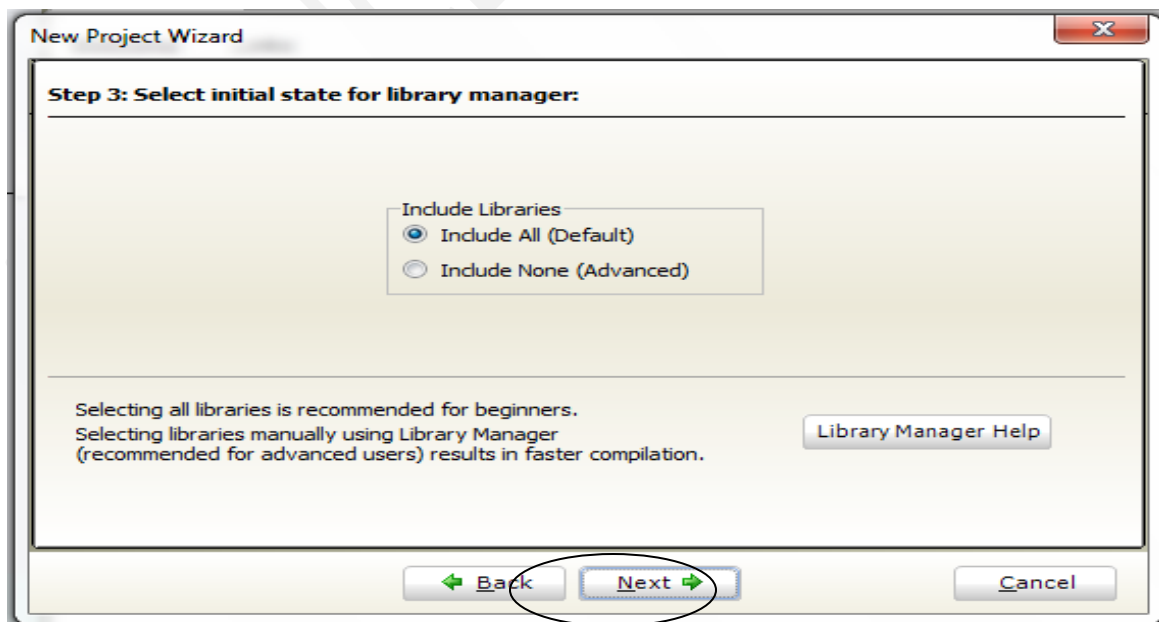 New Project Wizard
Step 3: Select initial state for library manager:
Include Libraries
Include All (Default)
Include None (Advanced)
Selecting all libraries is recommended for beginners.
Selecting libraries manually using Library Manager
(recommended for advanced users) results in faster compilation.
Library Manager Help
Back
Next
Cancel